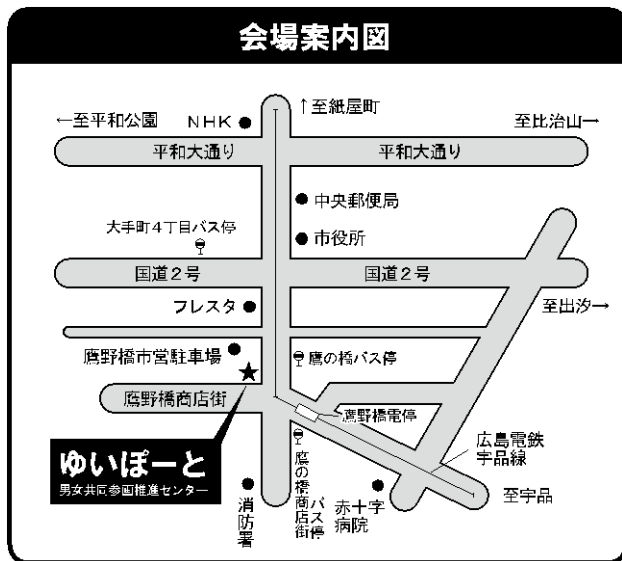 会場案内図
←至平和公園
NHK
↑至紙屋町
至比治山→
平和大通り
平和大通り
中央郵便局
大手町4丁目バス停
市役所
国道2号
国道2号
フレスタ
至出汐→
鷹野橋市営駐車場
鷹の橋バス停
鷹野橋商店街
鷹野橋電停
ゆいぽーと
男女共同参画推進センター
広島電鉄
宇品線
至宇品
消防署
鷹の橋商店街
バス停
赤十字
病院